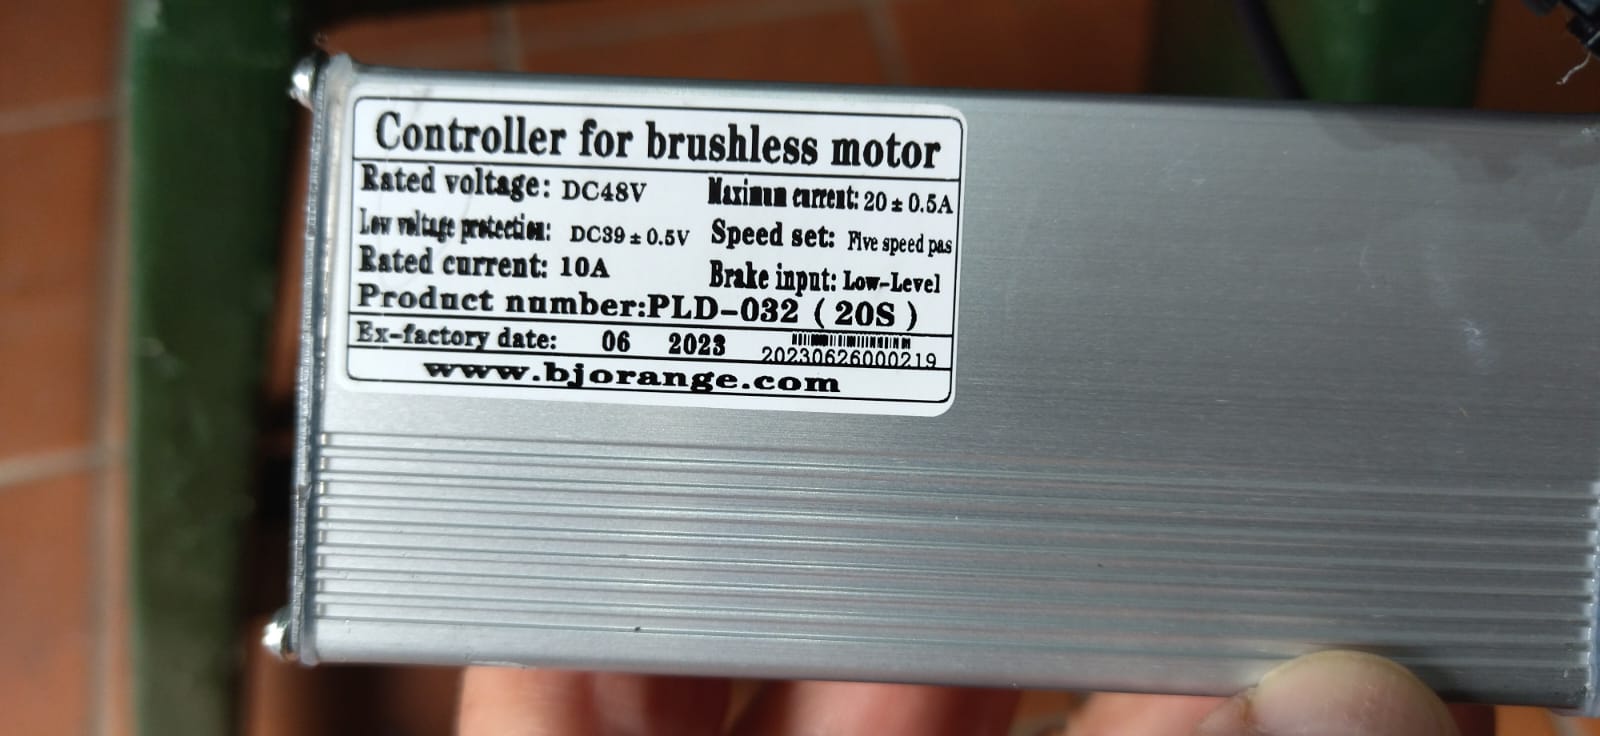 Controller for brushless motor
Rated voltage: DC48V Maximum current: 20±0.5A
Low voltage protection: DC39±0.5V Speed set: Five speed pas
Rated current: 10A Brake input: Low-Level
Product number:PLD-032 ( 20S )
Ex-factory date: 06 2023 20230626000219
www.bjorange.com